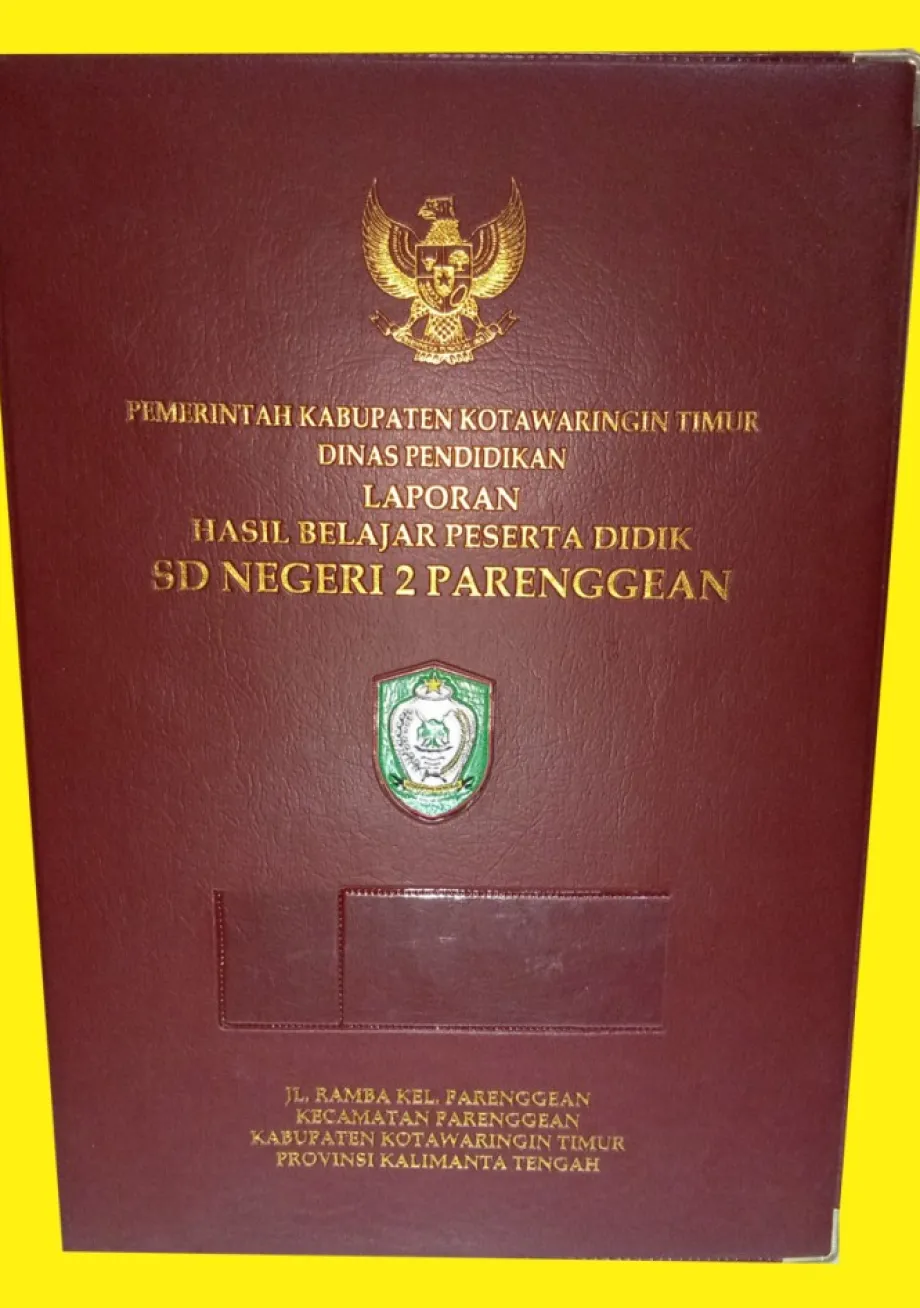 PEMERINTAH KABUPATEN KOTAWARINGIN TIMUR
DINAS PENDIDIKAN
LAPORAN
HASIL BELAJAR PESERTA DIDIK
SD NEGERI 2 PARENGGEAN
JL. RAMBA KEL. PARENGGEAN
KECAMATAN PARENGGEAN
KABUPATEN KOTAWARINGIN TIMUR
PROVINSI KALIMANTA TENGAH